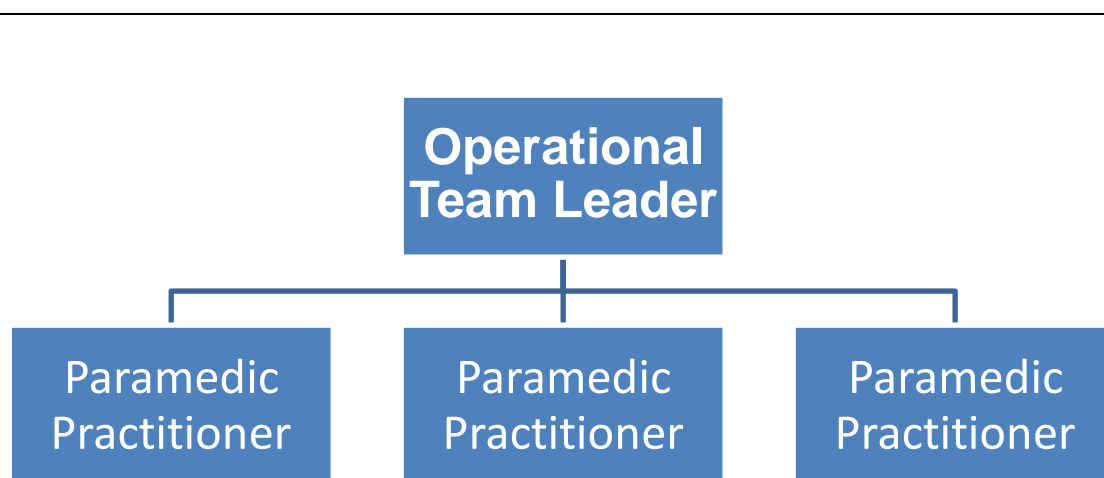 Operational
Team Leader
Paramedic
Practitioner
Paramedic
Practitioner
Paramedic
Practitioner